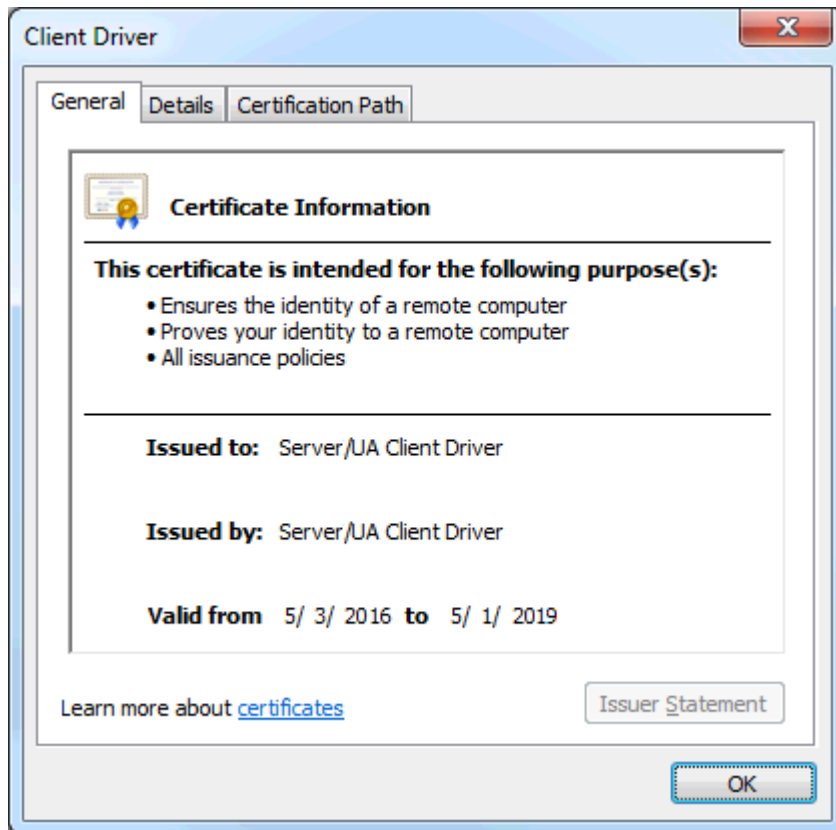 Client Driver
General Details Certification Path
Certificate Information
This certificate is intended for the following purpose(s):
• Ensures the identity of a remote computer
• Proves your identity to a remote computer
• All issuance policies
Issued to: Server/UA Client Driver
Issued by: Server/UA Client Driver
Valid from 5/ 3/ 2016 to 5/ 1/ 2019
Learn more about certificates
Issuer Statement
OK